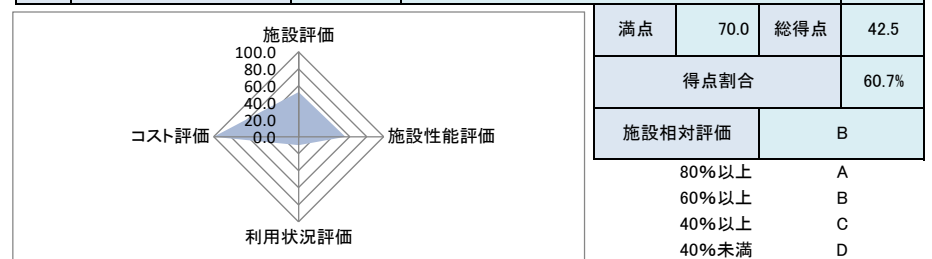 施設評価
100.0
80.0
60.0
40.0
20.0
0.0
コスト評価
施設性能評価
利用状況評価
満点 70.0 総得点 42.5
得点割合 60.7%
施設相対評価 B
80%以上 A
60%以上 B
40%以上 C
40%未満 D